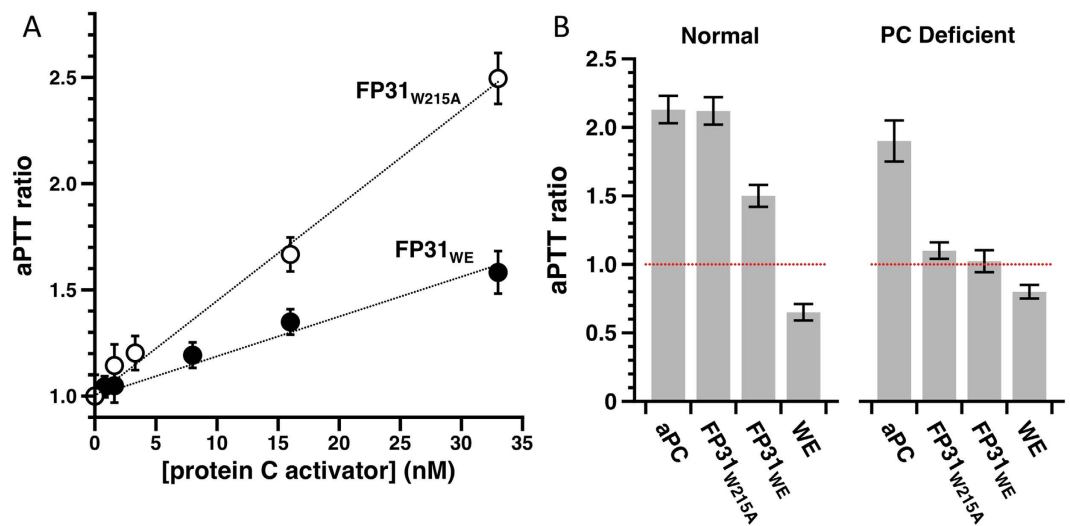 A
aPTT ratio
2.5
2.0
1.5
1.0
0
5
10
15
20
25
30
35
[protein C activator] (nM)
FP31W215A
FP31WE
B
Normal
PC Deficient
aPTT ratio
2.5
2.0
1.5
1.0
0.5
0
aPC
FP31W215A
FP31WE
WE
aPC
FP31W215A
FP31WE
WE